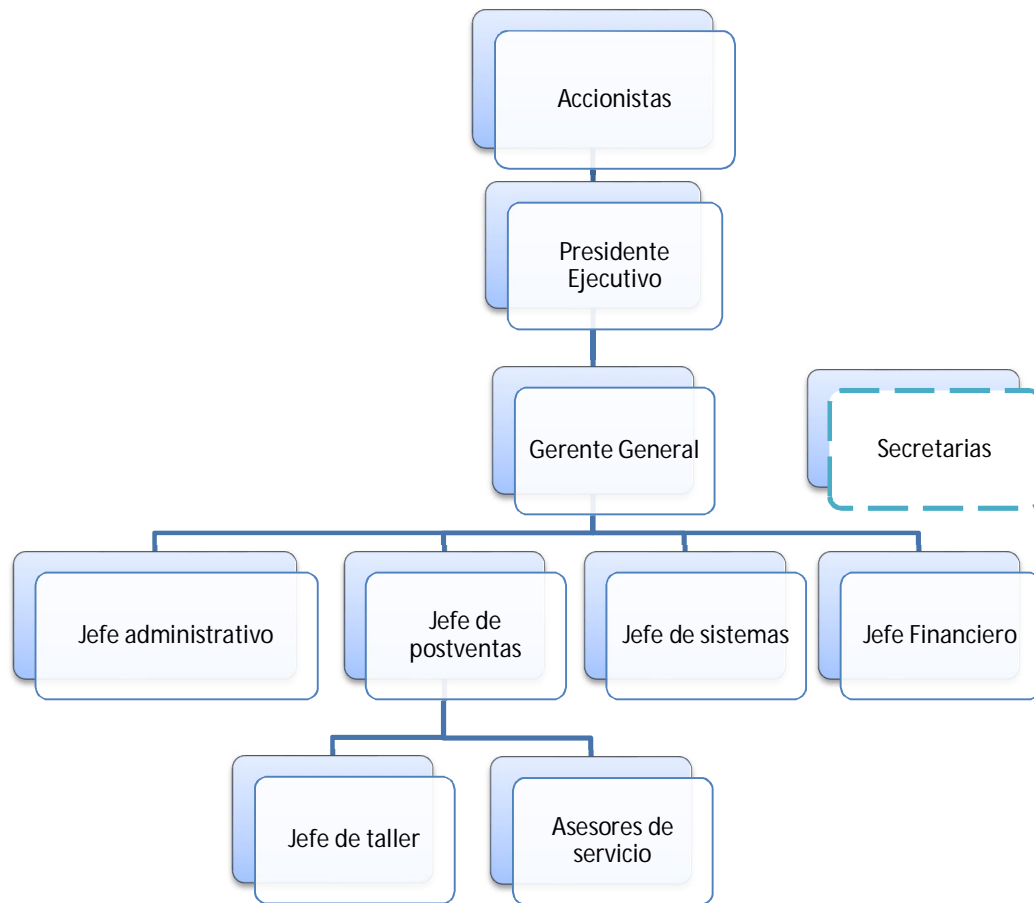 Accionistas
Presidente
Ejecutivo
Gerente General
Secretarias
Jefe administrativo
Jefe de
postventas
Jefe de sistemas
Jefe Financiero
Jefe de taller
Asesores de
servicio